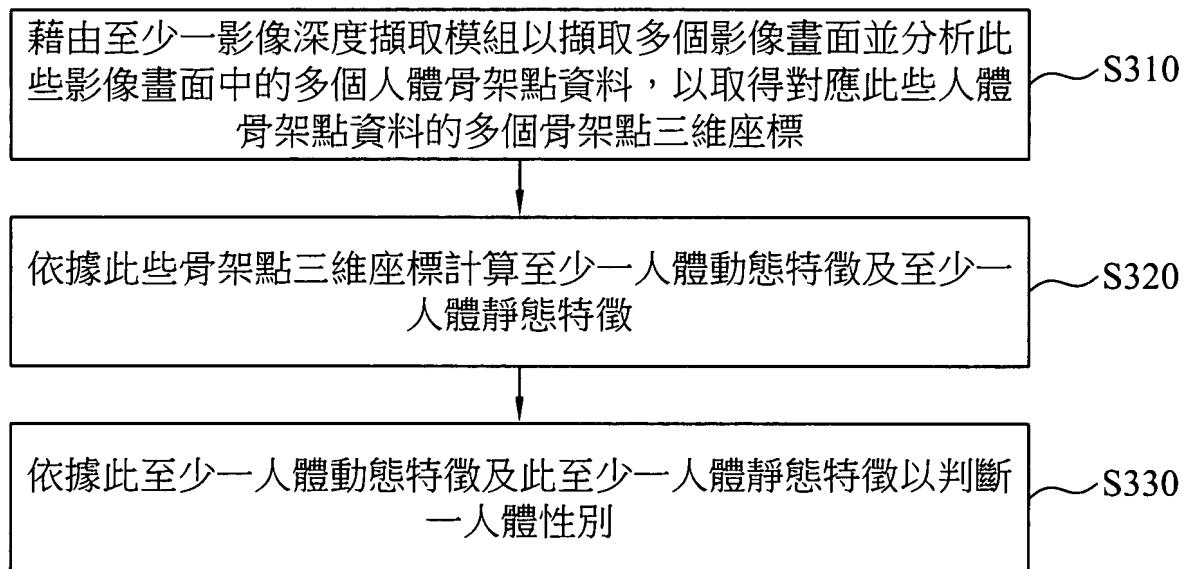 藉由至少一影像深度擷取模組以擷取多個影像畫面並分析此
些影像畫面中的多個人體骨架點資料，以取得對應此些人體
骨架點資料的多個骨架點三維座標
S310
依據此些骨架點三維座標計算至少一人體動態特徵及至少一
人體靜態特徵
S320
依據此至少一人體動態特徵及此至少一人體靜態特徵以判斷
一人體性別
S330